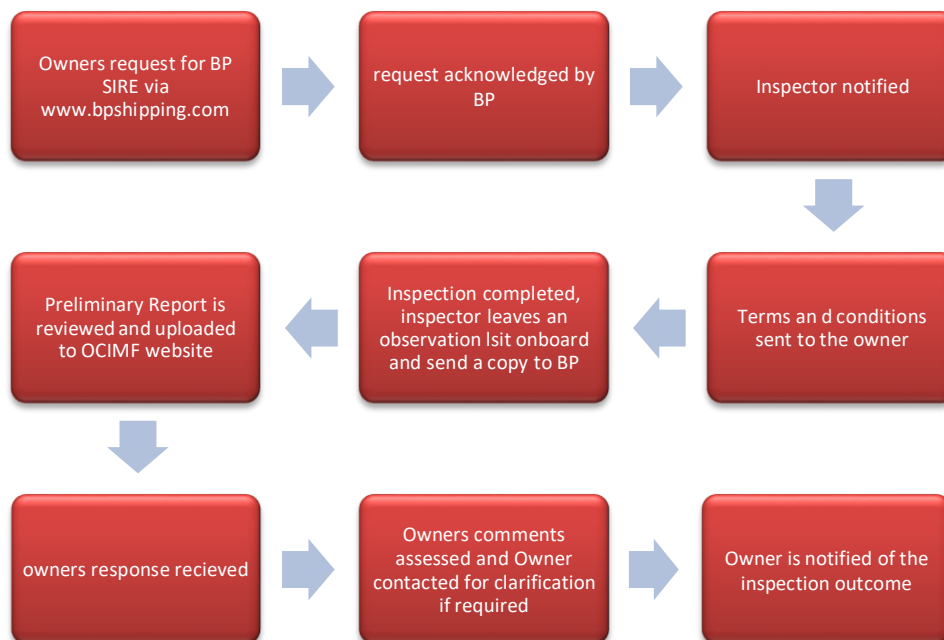 Owners request for BP
SIRE via
www.bpshipping.com
request acknowledged by
BP
Inspector notified
Terms an d conditions
sent to the owner
Inspection completed,
inspector leaves an
observation lsit onboard
and send a copy to BP
Preliminary Report is
reviewed and uploaded
to OCIMF website
owners response recieved
Owners comments
assessed and Owner
contacted for clarification
if required
Owner is notified of the
inspection outcome